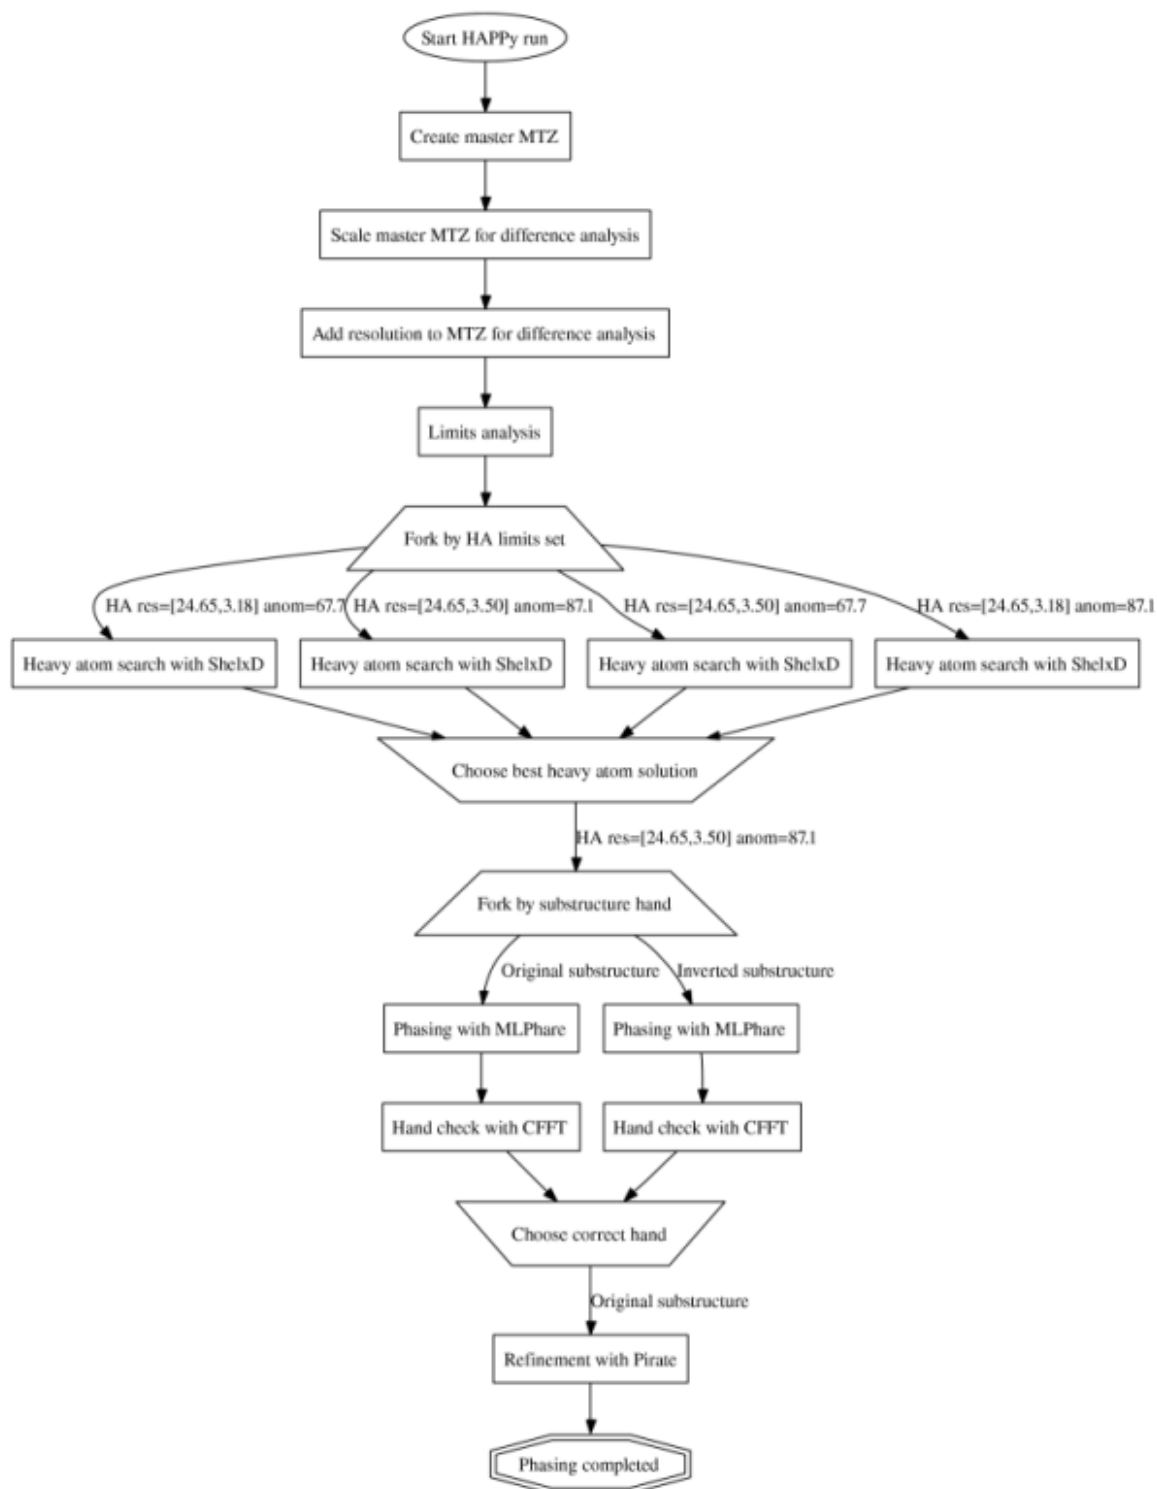 Start HAPPy run
Create master MTZ
Scale master MTZ for difference analysis
Add resolution to MTZ for difference analysis
Limits analysis
Fork by HA limits set
HA res=[24.65,3.18] anom=67.7
HA res=[24.65,3.50] anom=87.1
HA res=[24.65,3.50] anom=67.7
HA res=[24.65,3.18] anom=87.1
Heavy atom search with ShelxD
Heavy atom search with ShelxD
Heavy atom search with ShelxD
Heavy atom search with ShelxD
Choose best heavy atom solution
HA res=[24.65,3.50] anom=87.1
Fork by substructure hand
Original substructure
Inverted substructure
Phasing with MLPhare
Phasing with MLPhare
Hand check with CFFT
Hand check with CFFT
Choose correct hand
Original substructure
Refinement with Pirate
Phasing completed